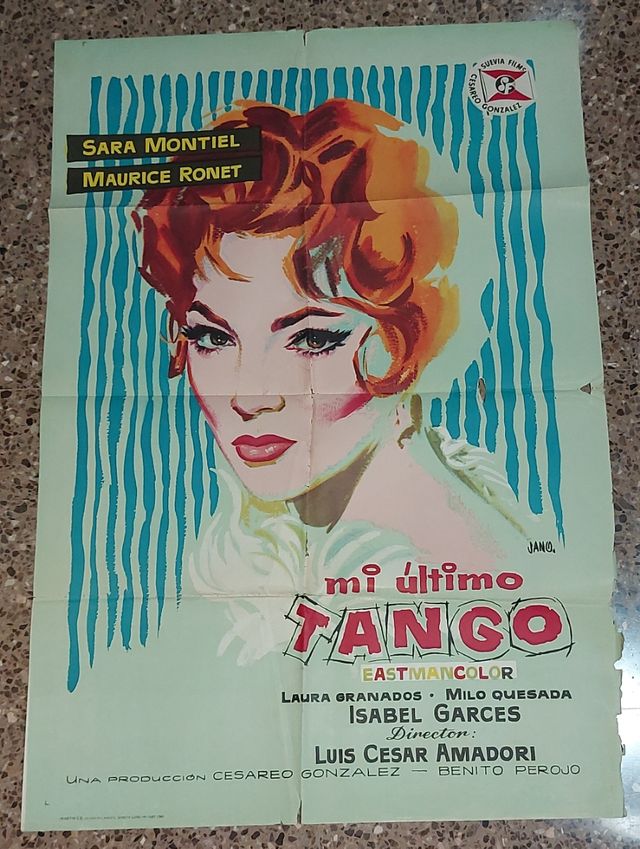 SUEVIA FILMS
CESAREO GONZALEZ
SARA MONTIEL
MAURICE RONET
JANO.
mi último
TANGO
EASTMANCOLOR
LAURA GRANADOS · MILO QUESADA
ISABEL GARCES
Director:
LUIS CESAR AMADORI
UNA PRODUCCIÓN CESAREO GONZALEZ — BENITO PEROJO